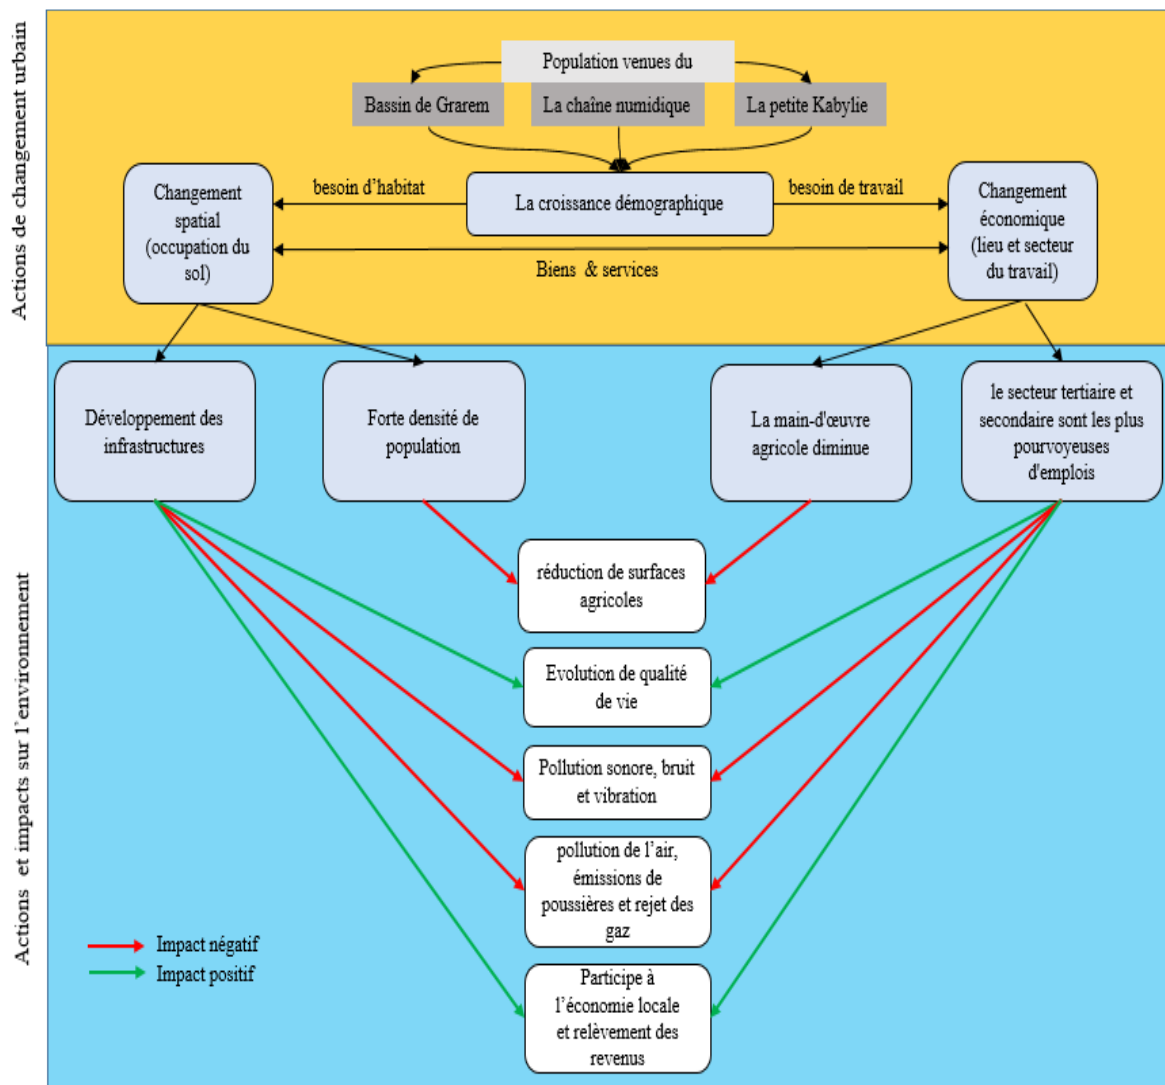 Actions de changement urbain
Population venues du
Bassin de Grarem
La chaîne numidique
La petite Kabylie
Changement
spatial
(occupation du
sol)
besoin d’habitat
La croissance démographique
besoin de travail
Changement
économique
(lieu et secteur
du travail)
Biens & services
Actions et impacts sur l`environnement
Développement des
infrastructures
Forte densité de
population
La main-d'œuvre
agricole diminue
le secteur tertiaire et
secondaire sont les plus
pourvoyeuses
d'emplois
réduction de surfaces
agricoles
Evolution de qualité
de vie
Pollution sonore, bruit
et vibration
pollution de l’air,
émissions de
poussières et rejet des
gaz
Participe à
l’économie locale
et relèvement des
revenus
Impact négatif
Impact positif